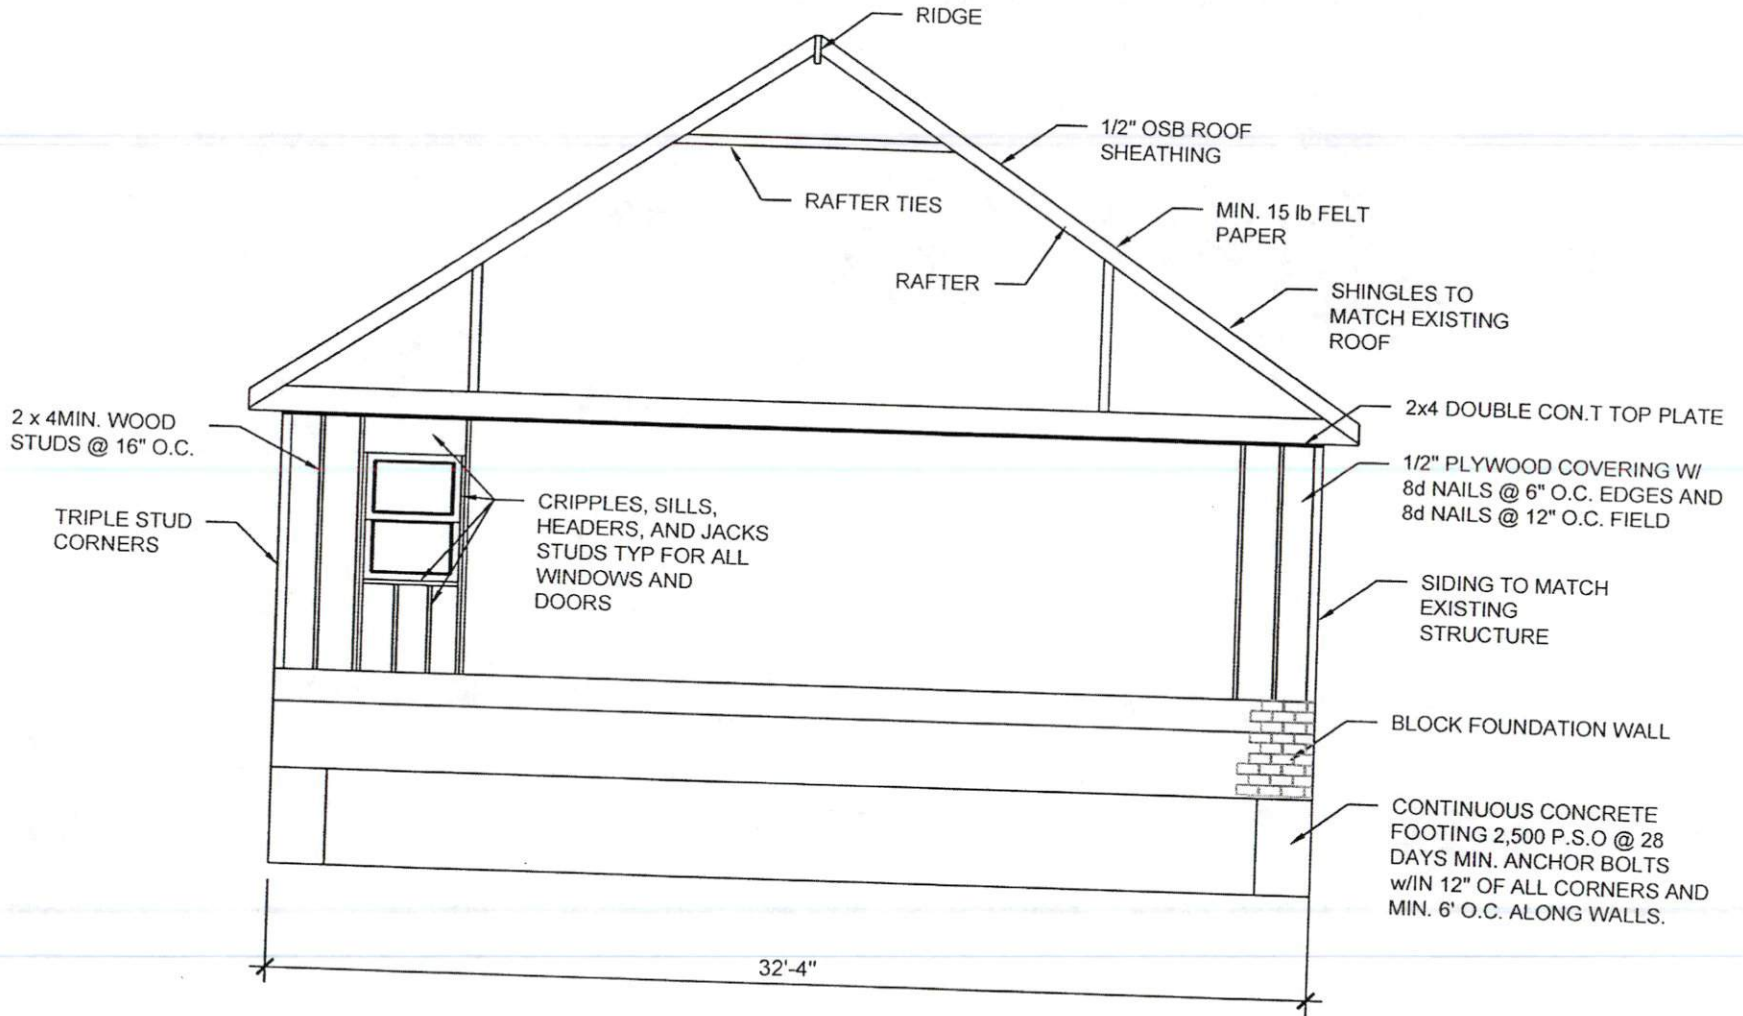 RIDGE
1/2" OSB ROOF
SHEATHING
RAFTER TIES
MIN. 15 lb FELT
PAPER
RAFTER
SHINGLES TO
MATCH EXISTING
ROOF
2 x 4MIN. WOOD
STUDS @ 16" O.C.
2x4 DOUBLE CON.T TOP PLATE
1/2" PLYWOOD COVERING W/
8d NAILS @ 6" O.C. EDGES AND
8d NAILS @ 12" O.C. FIELD
TRIPLE STUD
CORNERS
CRIPPLES, SILLS,
HEADERS, AND JACKS
STUDS TYP FOR ALL
WINDOWS AND
DOORS
SIDING TO MATCH
EXISTING
STRUCTURE
BLOCK FOUNDATION WALL
CONTINUOUS CONCRETE
FOOTING 2,500 P.S.O @ 28
DAYS MIN. ANCHOR BOLTS
w/IN 12" OF ALL CORNERS AND
MIN. 6' O.C. ALONG WALLS.
32'-4"